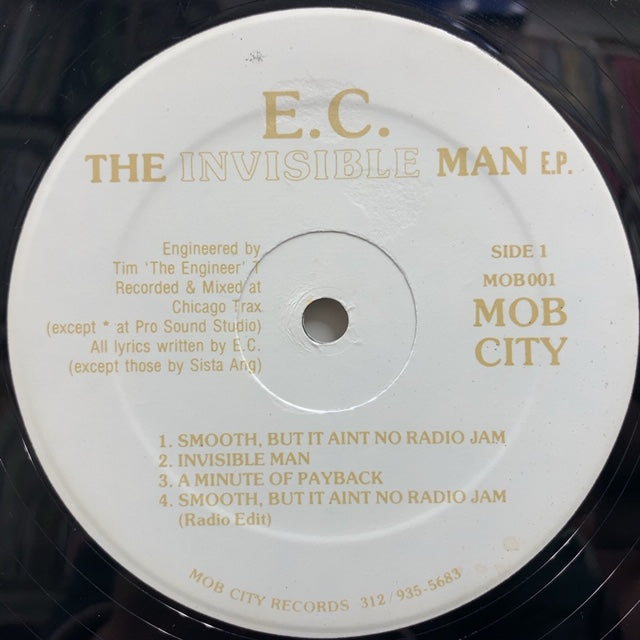 E.C.
THE INVISIBLE MAN E.P.
Engineered by
Tim 'The Engineer' T
Recorded & Mixed at
Chicago Trax
(except * at Pro Sound Studio)
All lyrics written by E.C.
(except those by Sista Ang)
SIDE 1
MOB001
MOB
CITY
1. SMOOTH, BUT IT AINT NO RADIO JAM
2. INVISIBLE MAN
3. A MINUTE OF PAYBACK
4. SMOOTH, BUT IT AINT NO RADIO JAM
(Radio Edit)
MOB CITY RECORDS 312 / 935-5683